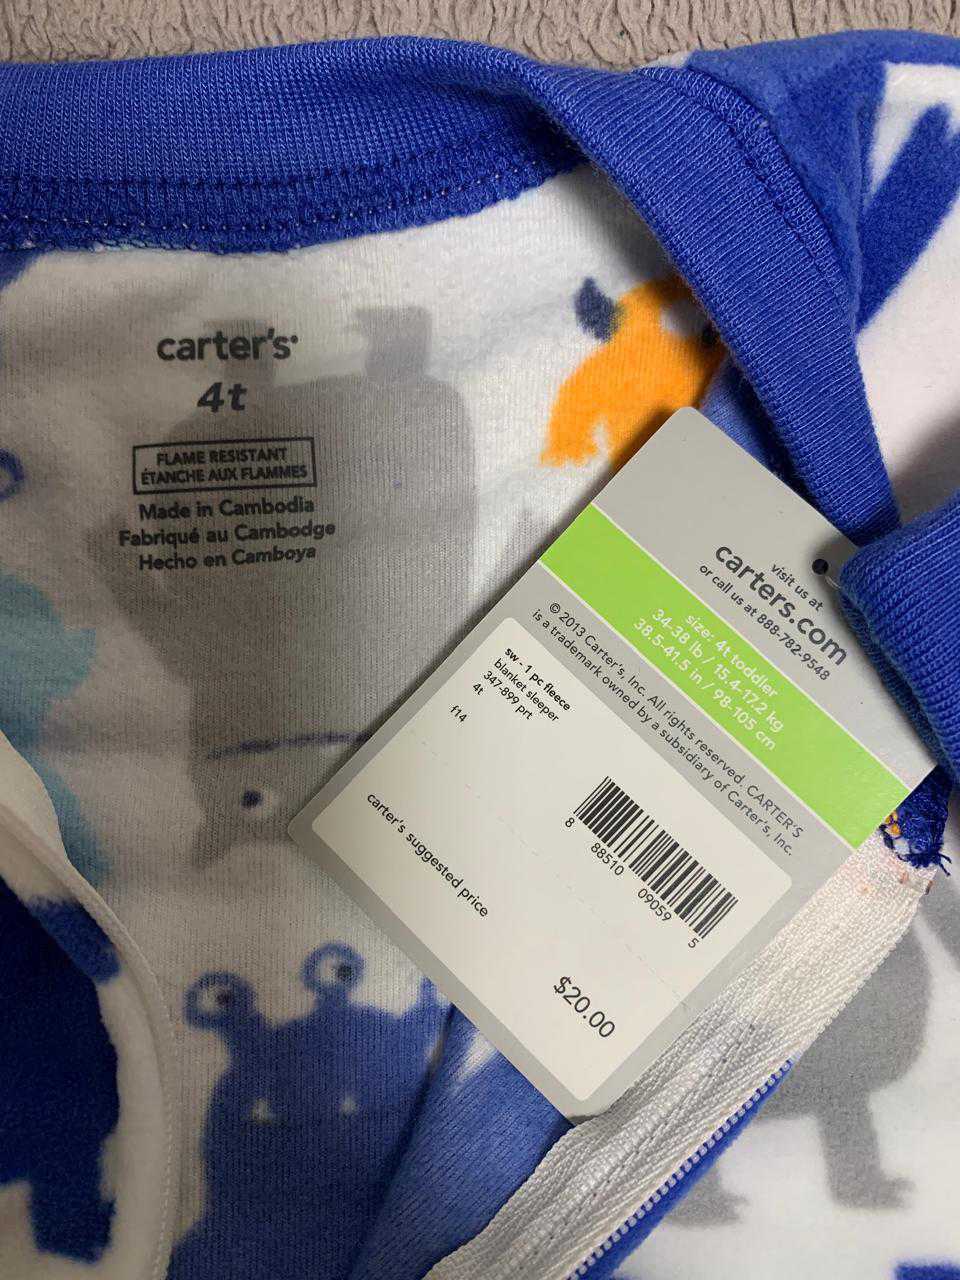 carter's
4t
FLAME RESISTANT
ÉTANCHE AUX FLAMMES
Made in Cambodia
Fabriqué au Cambodge
Hecho en Camboya
visit us at
carters.com
or call us at 888-782-9548
size: 4t toddler
34-38 lb / 15.4-17.2 kg
38.5-41.5 in / 98-105 cm
© 2013 Carter's, Inc. All rights reserved. CARTER'S
is a trademark owned by a subsidiary of Carter's, Inc.
sw - 1 pc fleece
blanket sleeper
347-899 prt
4t
f14
8 88510 09059 5
carter's suggested price
$20.00